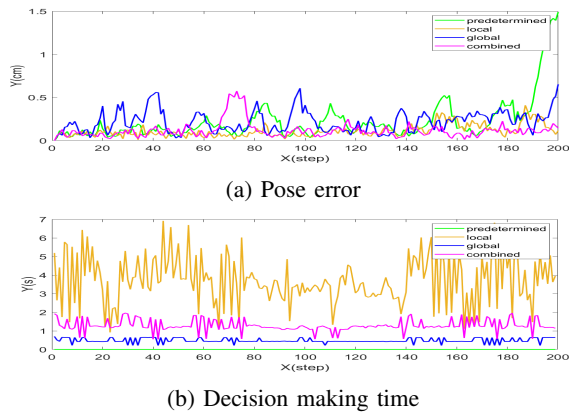 1.5
1
0.5
0
Y(cm)
predetermined
local
global
combined
0 20 40 60 80 100 120 140 160 180 200
X(step)
(a) Pose error
7
6
5
4
3
2
1
0
Y(s)
predetermined
local
global
combined
0 20 40 60 80 100 120 140 160 180 200
X(step)
(b) Decision making time